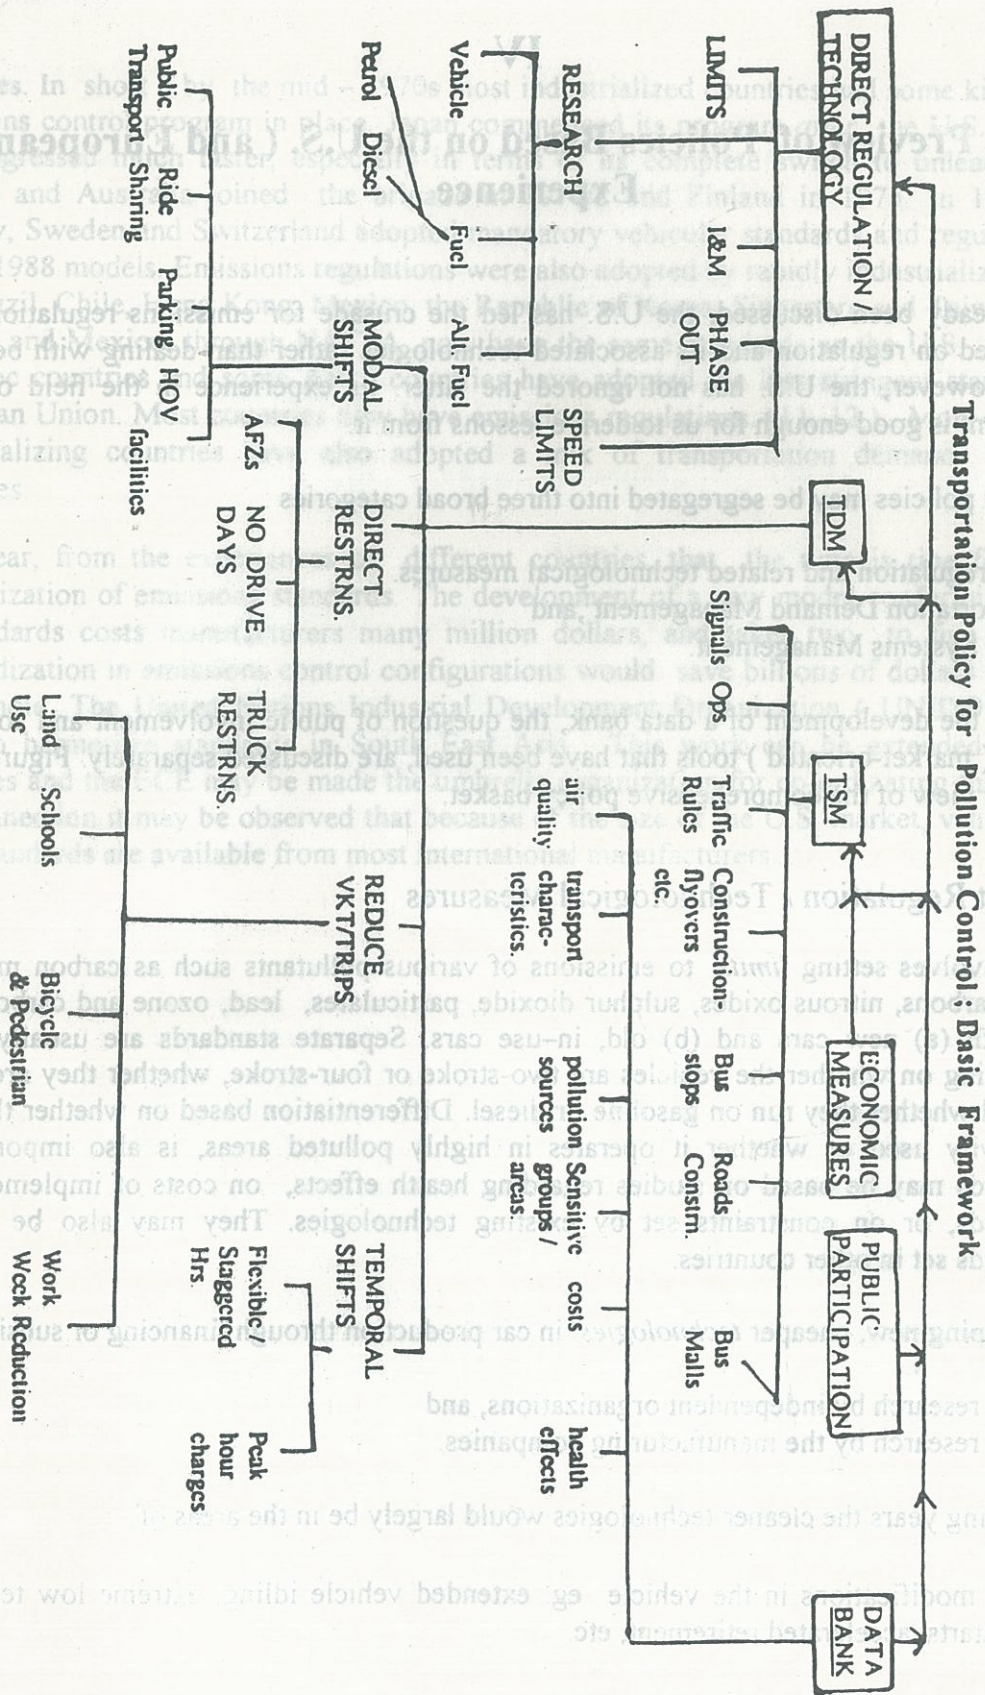 Transportation Policy for Pollution Control: Basic Framework
DIRECT REGULATION /
TECHNOLOGY
TDM
TSM
ECONOMIC
MEASURES
PUBLIC
PARTICIPATION
DATA
BANK
LIMITS
I&M
PHASE
OUT
Signals
Ops.
Traffic
Rules
Construction-
flyovers
etc.
Bus
stops
Roads
Constrn.
Bus
Malls
RESEARCH
SPEED
LIMITS
air
quality
transport
charac-
teristics.
pollution
sources
Sensitive
groups /
areas.
costs
health
effects
Vehicle
Fuel
Alt. Fuel
Petrol
Diesel
MODAL
SHIFTS
DIRECT
RESTRNS.
REDUCE
VKT/TRIPS
TEMPORAL
SHIFTS
AFZs
NO DRIVE
DAYS
TRUCK
RESTRNS.
Flexible/
Staggered
Hrs.
Peak
hour
charges
Public
Transport
Ride
Sharing
Parking
HOV
facilities
Land
Use
Schools
Bicycle
& Pedestrian
Work
Week Reduction